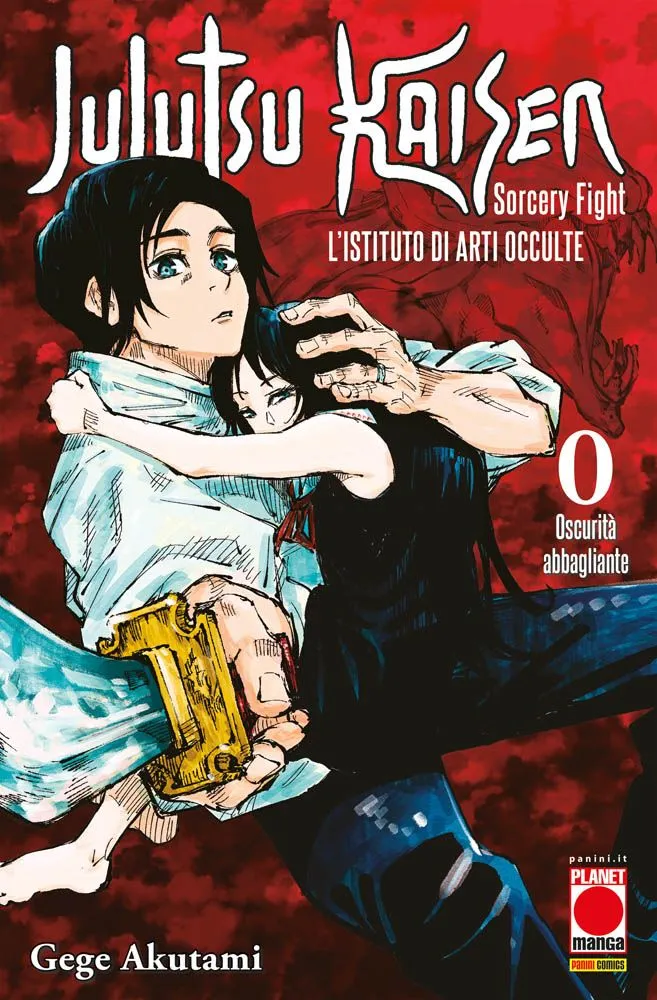 JUJUTSU KAISEN
Sorcery Fight
L'ISTITUTO DI ARTI OCCULTE
0
Oscurità
abbagliante
panini.it
PLANET
manga
PANINI COMICS
Gege Akutami